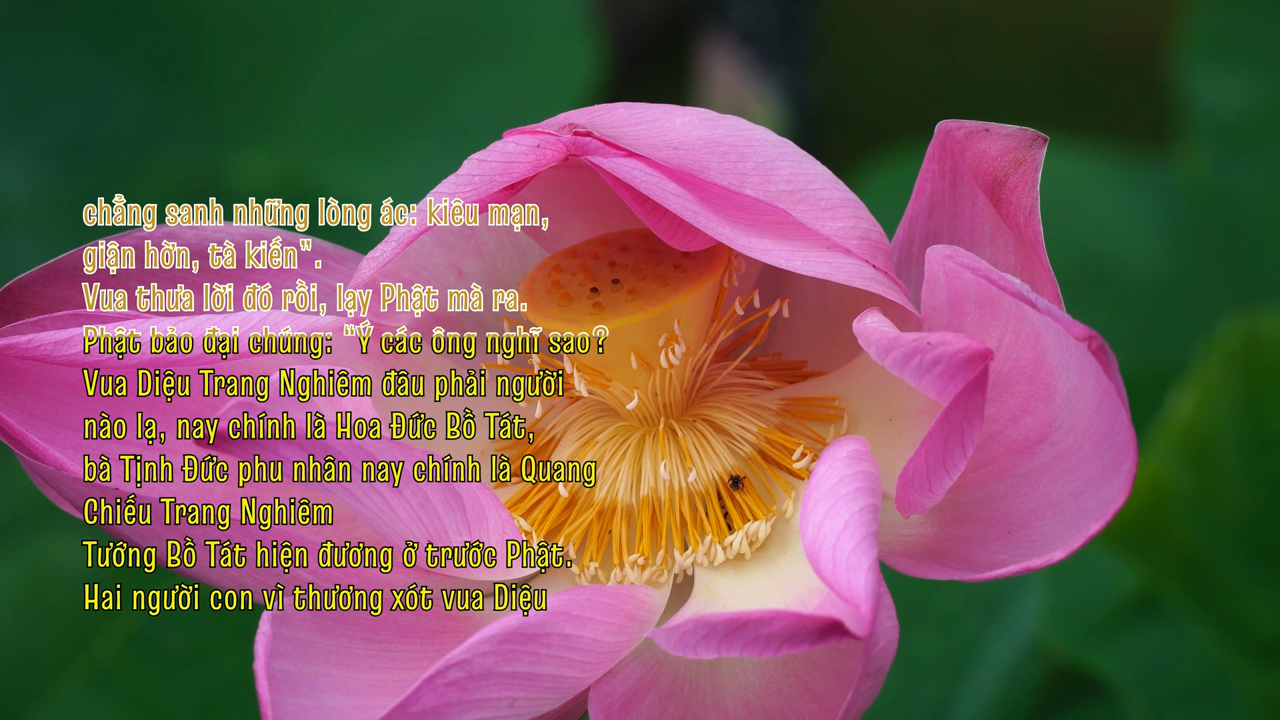 chẳng sanh những lòng ác: kiêu mạn,
giận hờn, tà kiến".
Vua thưa lời đó rồi, lạy Phật mà ra.
Phật bảo đại chúng: "Ý các ông nghĩ sao?
Vua Diệu Trang Nghiêm đâu phải người
nào lạ, nay chính là Hoa Đức Bồ Tát,
bà Tịnh Đức phu nhân nay chính là Quang
Chiếu Trang Nghiêm
Tướng Bồ Tát hiện đương ở trước Phật.
Hai người con vì thương xót vua Diệu